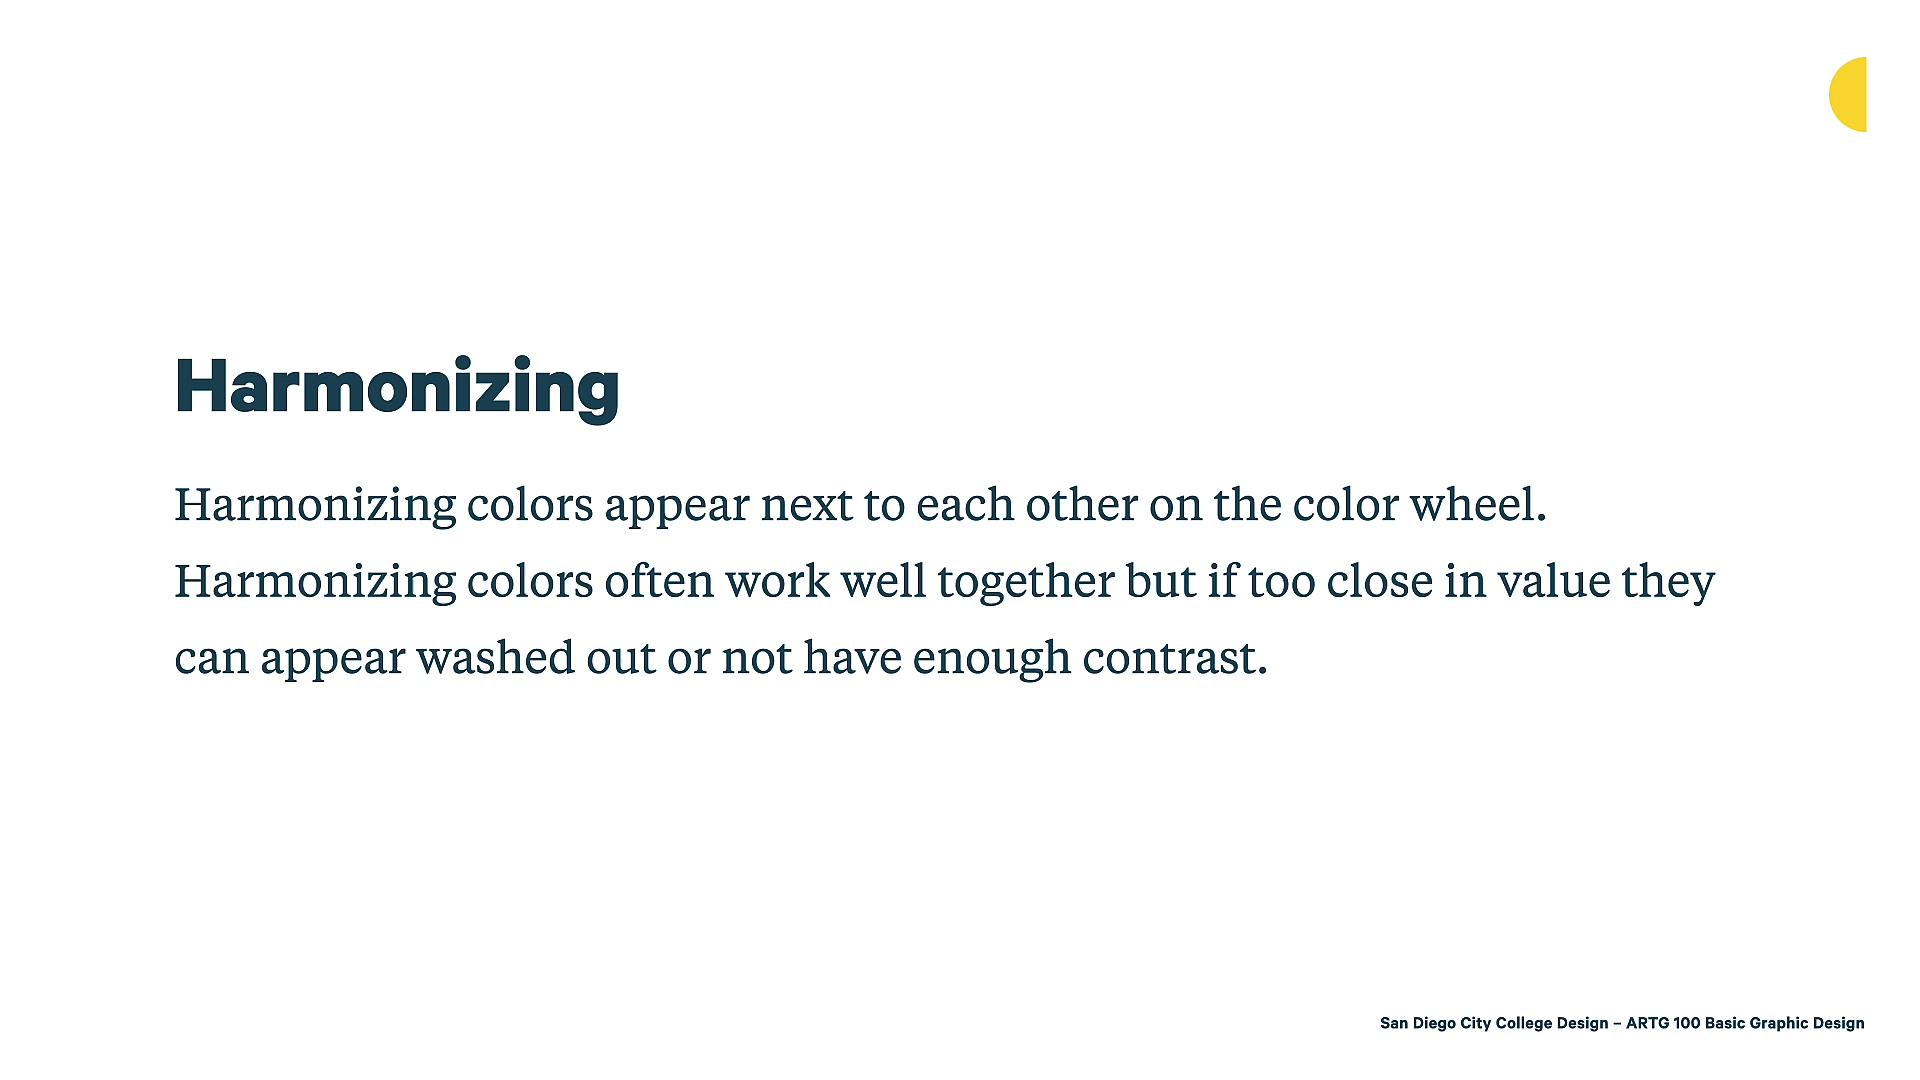 Harmonizing
Harmonizing colors appear next to each other on the color wheel.
Harmonizing colors often work well together but if too close in value they
can appear washed out or not have enough contrast.
San Diego City College Design – ARTG 100 Basic Graphic Design